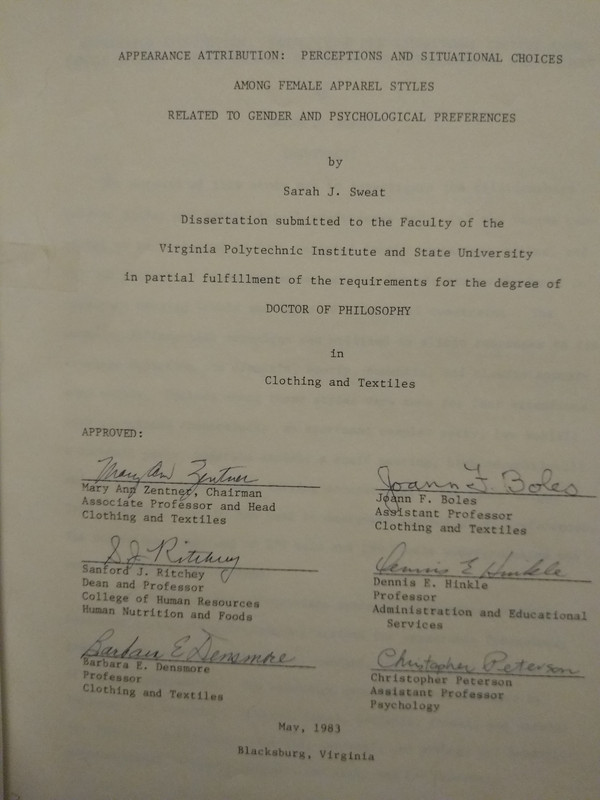 APPEARANCE ATTRIBUTION: PERCEPTIONS AND SITUATIONAL CHOICES
AMONG FEMALE APPAREL STYLES
RELATED TO GENDER AND PSYCHOLOGICAL PREFERENCES
by
Sarah J. Sweat
Dissertation submitted to the Faculty of the
Virginia Polytechnic Institute and State University
in partial fulfillment of the requirements for the degree of
DOCTOR OF PHILOSOPHY
in
Clothing and Textiles
APPROVED:
Mary Ann Zentner
Mary Ann Zentner, Chairman
Associate Professor and Head
Clothing and Textiles
Joann F. Boles
Joann F. Boles
Assistant Professor
Clothing and Textiles
S J Ritchey
Sanford J. Ritchey
Dean and Professor
College of Human Resources
Human Nutrition and Foods
Dennis E Hinkle
Dennis E. Hinkle
Professor
Administration and Educational
Services
Barbara E Densmore
Barbara E. Densmore
Professor
Clothing and Textiles
Christopher Peterson
Christopher Peterson
Assistant Professor
Psychology
May, 1983
Blacksburg, Virginia